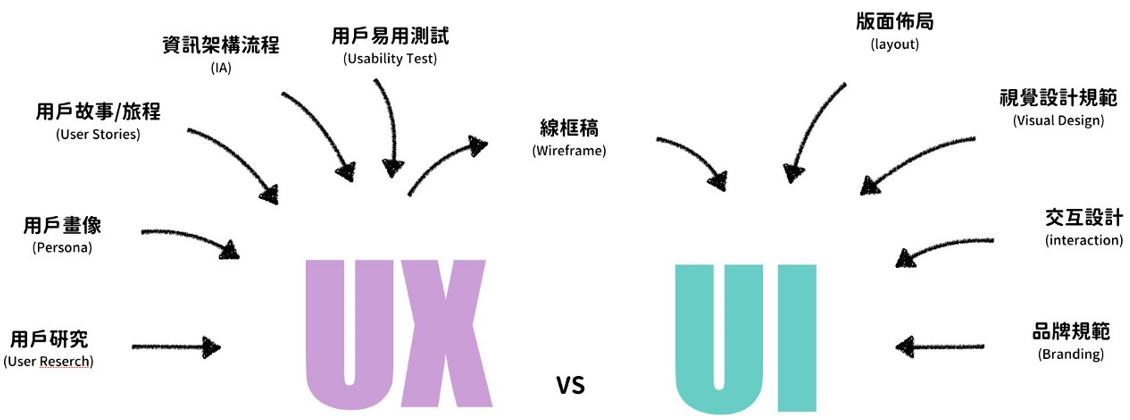 資訊架構流程
(IA)
用戶易用測試
(Usability Test)
用戶故事/旅程
(User Stories)
線框稿
(Wireframe)
用戶畫像
(Persona)
用戶研究
(User Reserch)
UX
VS
UI
版面佈局
(layout)
視覺設計規範
(Visual Design)
交互設計
(interaction)
品牌規範
(Branding)